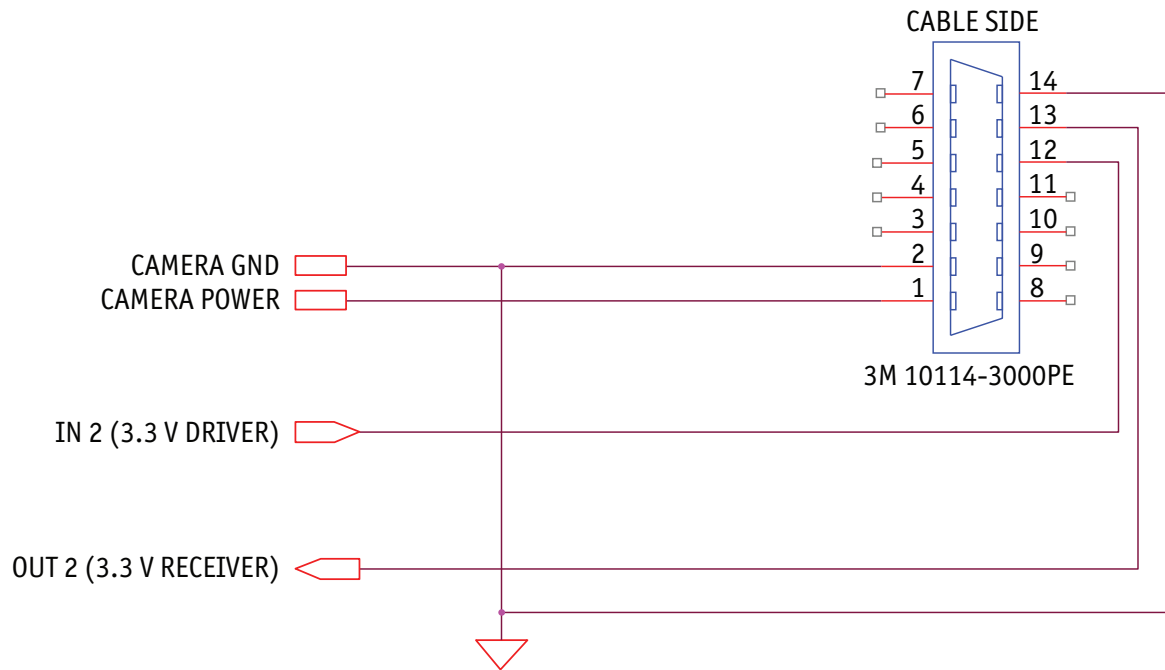 CABLE SIDE
7 14
6 13
5 12
4 11
3 10
2 9
1 8
CAMERA GND
CAMERA POWER
3M 10114-3000PE
IN 2 (3.3 V DRIVER)
OUT 2 (3.3 V RECEIVER)